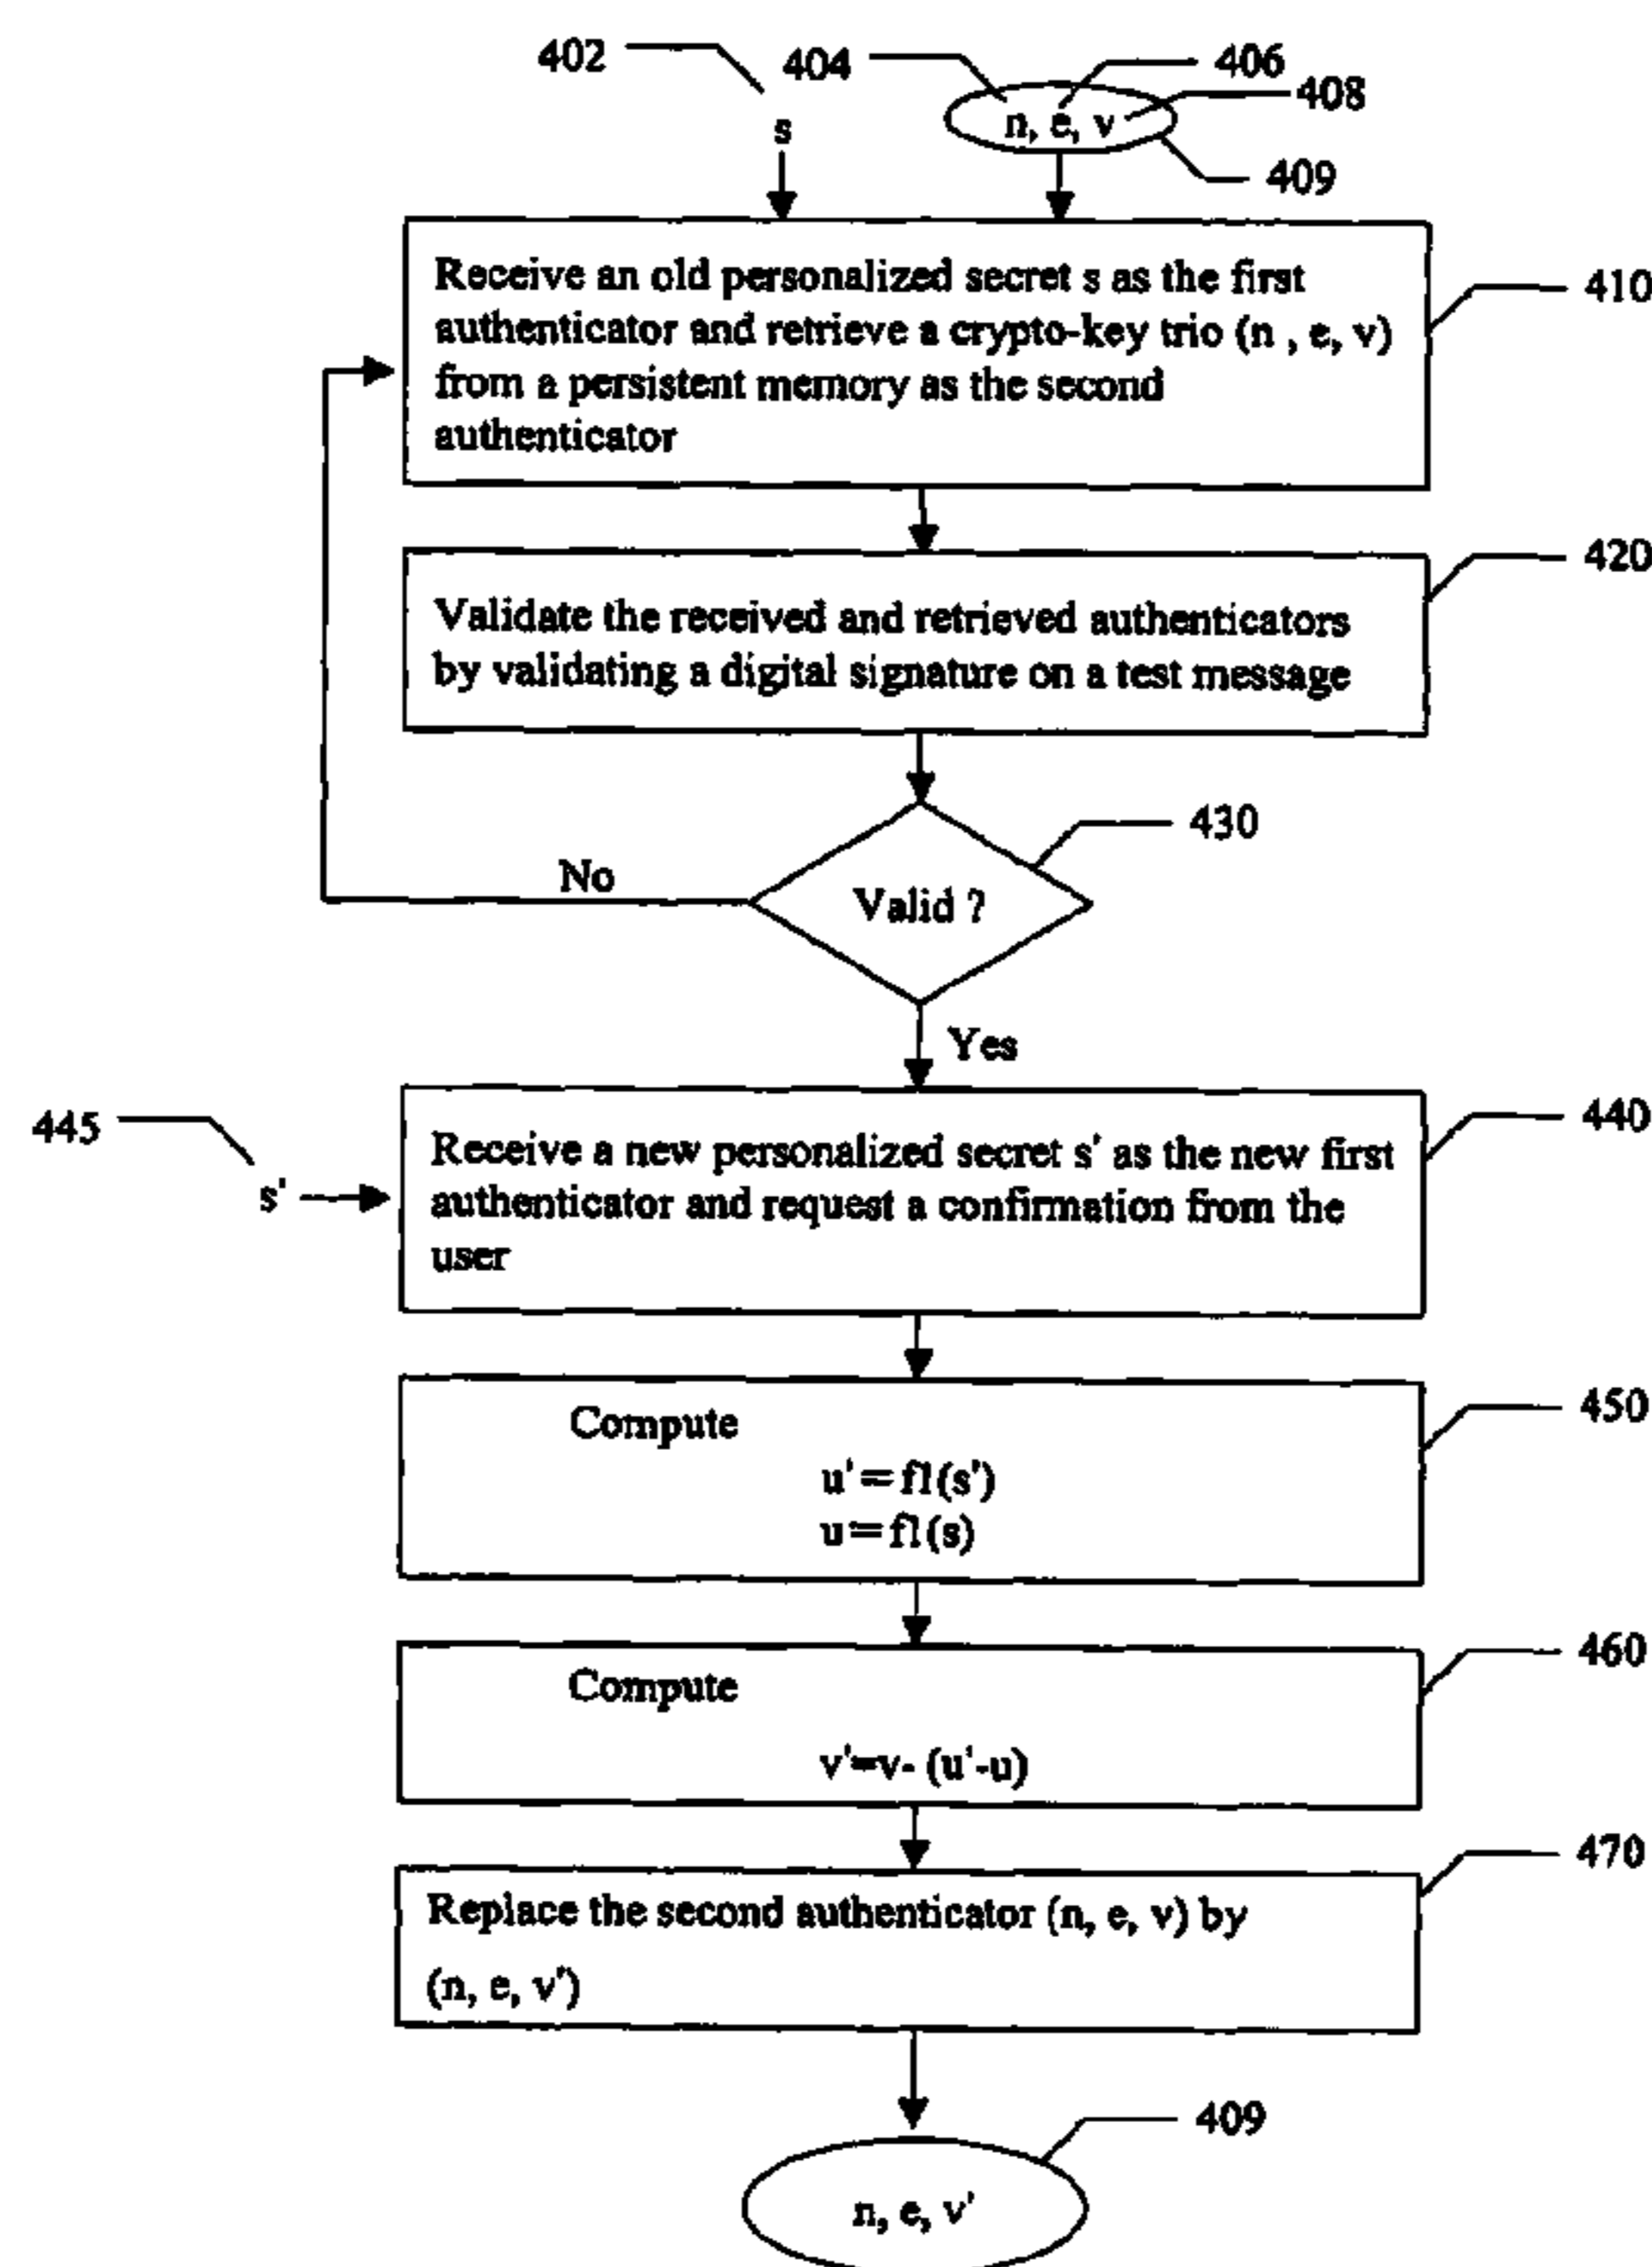 402
404
406
408
s
n, e, v
409
Receive an old personalized secret s as the first
authenticator and retrieve a crypto-key trio (n , e, v)
from a persistent memory as the second
authenticator
410
420
Validate the received and retrieved authenticators
by validating a digital signature on a test message
430
No
Valid ?
Yes
445
440
Receive a new personalized secret s' as the new first
authenticator and request a confirmation from the
user
s'
450
Compute
u'=f1(s')
u=f1(s)
460
Compute
v'=v- (u'-u)
470
Replace the second authenticator (n, e, v) by
(n, e, v')
409
n, e, v'